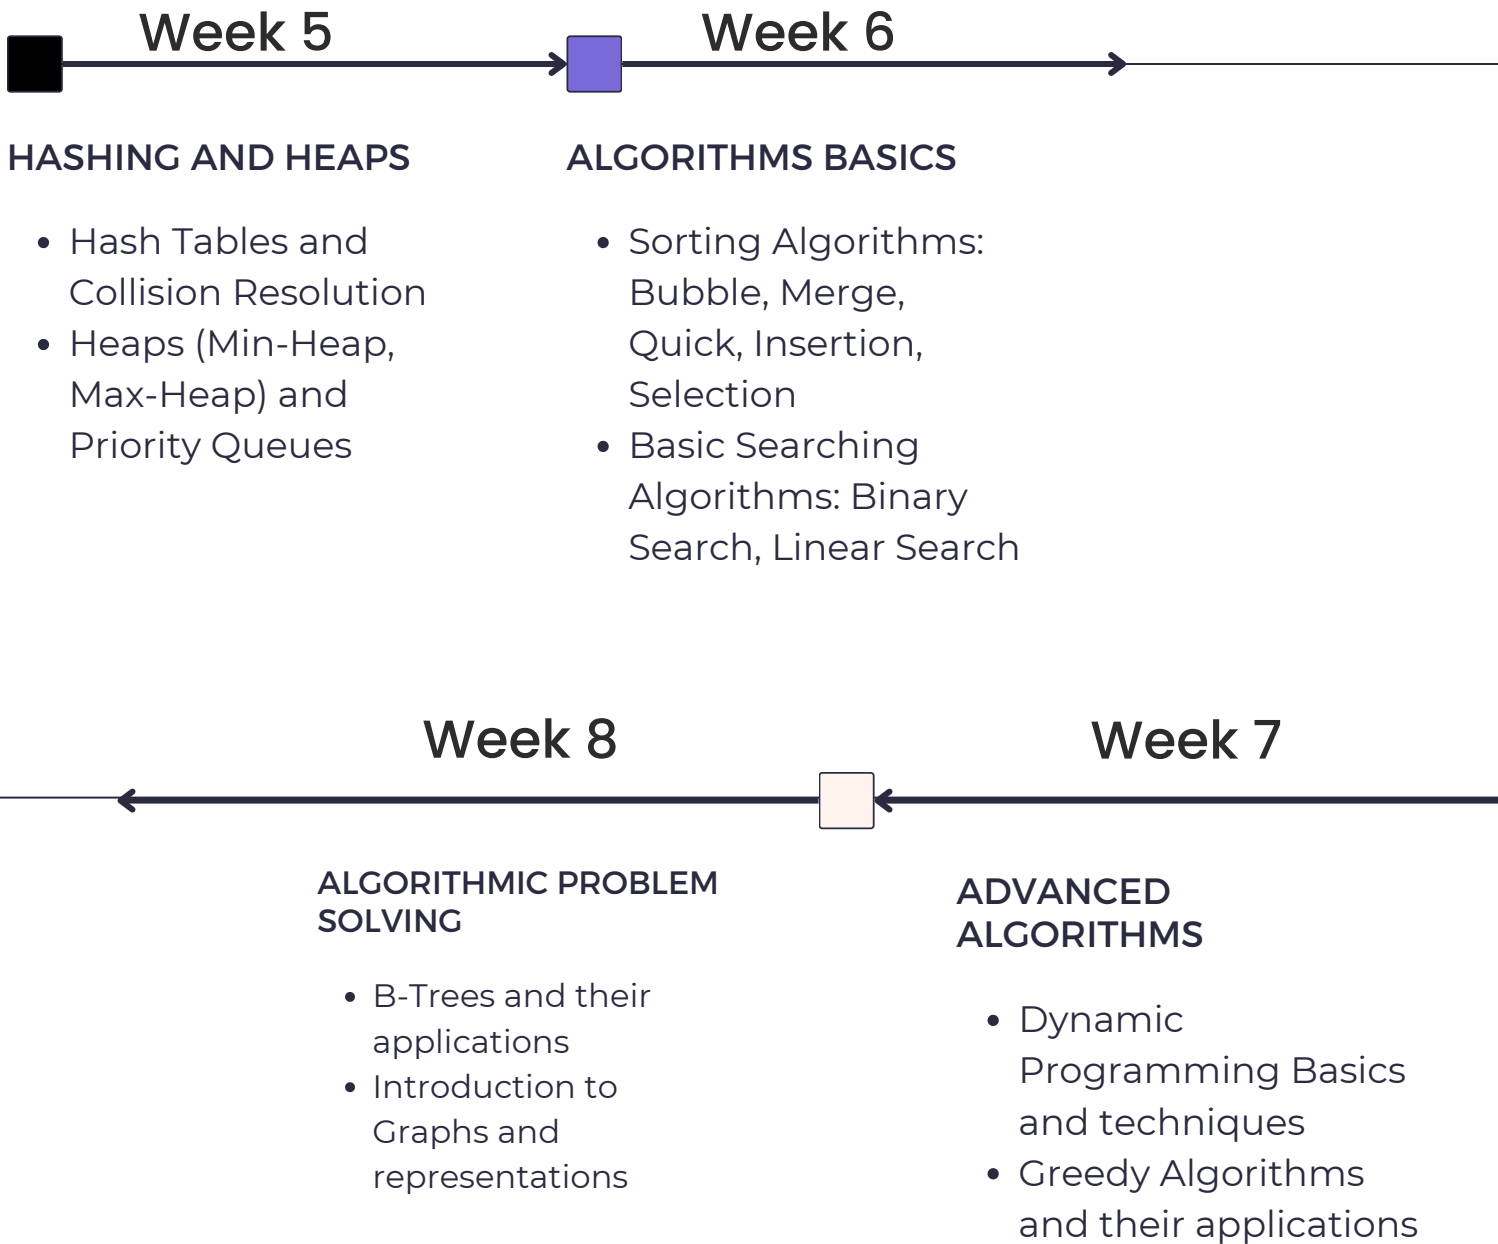 Week 5
HASHING AND HEAPS
• Hash Tables and
Collision Resolution
• Heaps (Min-Heap,
Max-Heap) and
Priority Queues
Week 6
ALGORITHMS BASICS
• Sorting Algorithms:
Bubble, Merge,
Quick, Insertion,
Selection
• Basic Searching
Algorithms: Binary
Search, Linear Search
Week 7
ADVANCED
ALGORITHMS
• Dynamic
Programming Basics
and techniques
• Greedy Algorithms
and their applications
Week 8
ALGORITHMIC PROBLEM
SOLVING
• B-Trees and their
applications
• Introduction to
Graphs and
representations